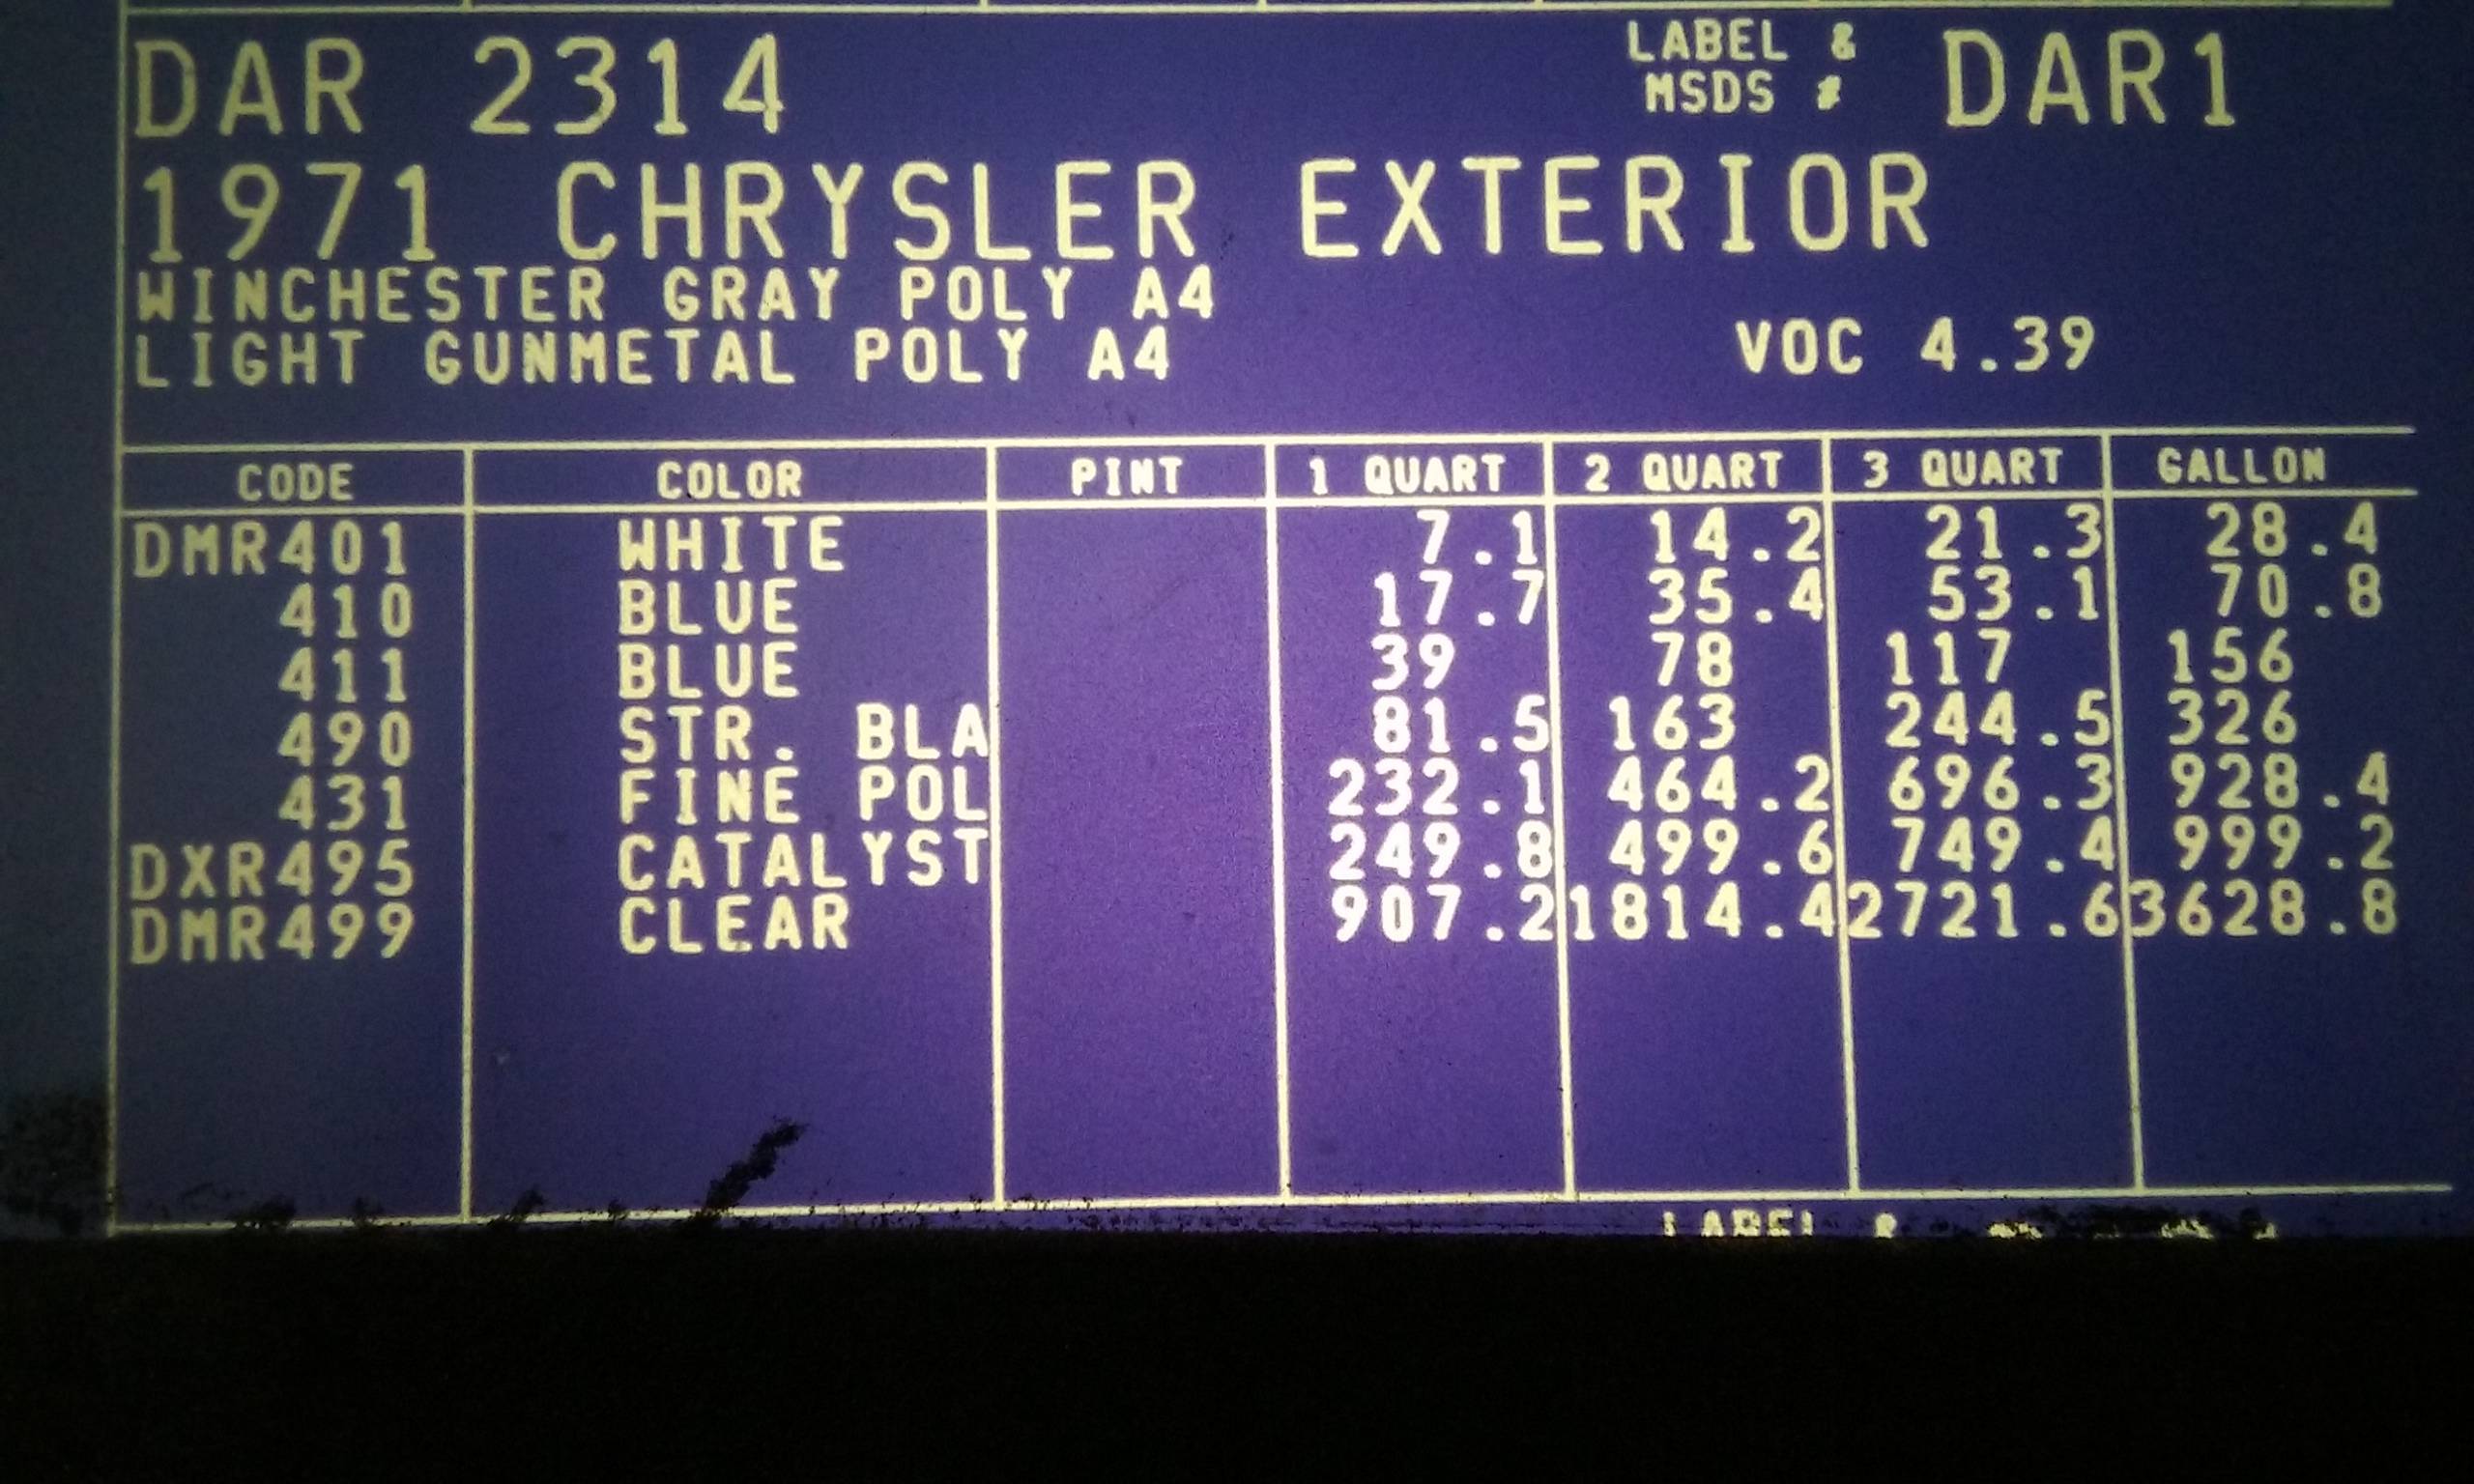 DAR 2314 LABEL & MSDS # DAR1
1971 CHRYSLER EXTERIOR
WINCHESTER GRAY POLY A4
LIGHT GUNMETAL POLY A4 VOC 4.39
CODE COLOR PINT 1 QUART 2 QUART 3 QUART GALLON
DMR401 WHITE 7.1 14.2 21.3 28.4
410 BLUE 17.7 35.4 53.1 70.8
411 BLUE 39 78 117 156
490 STR. BLA 81.5 163 244.5 326
431 FINE POL 232.1 464.2 696.3 928.4
DXR495 CATALYST 249.8 499.6 749.4 999.2
DMR499 CLEAR 907.2 1814.4 2721.6 3628.8
LABEL &